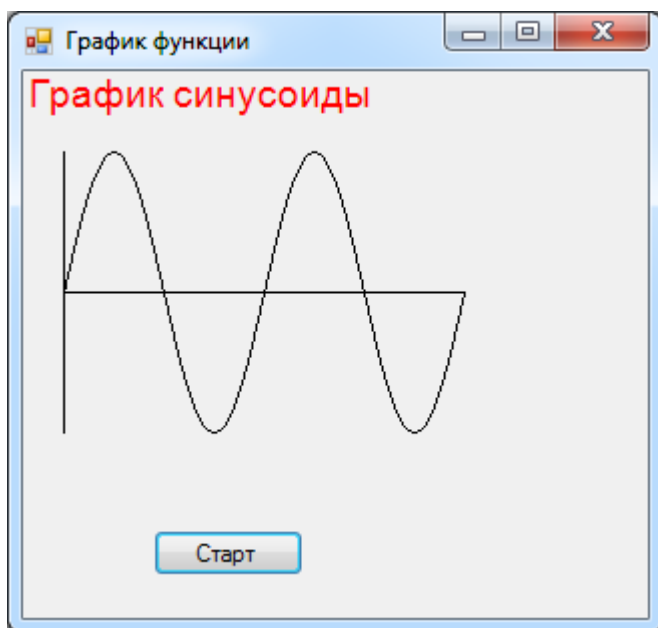 График функции
График синусоиды
Старт